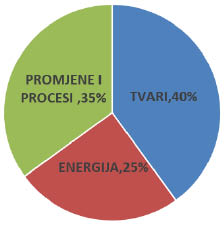 PROMJENE I
PROCESI ,35%
TVARI,40%
ENERGIJA,25%